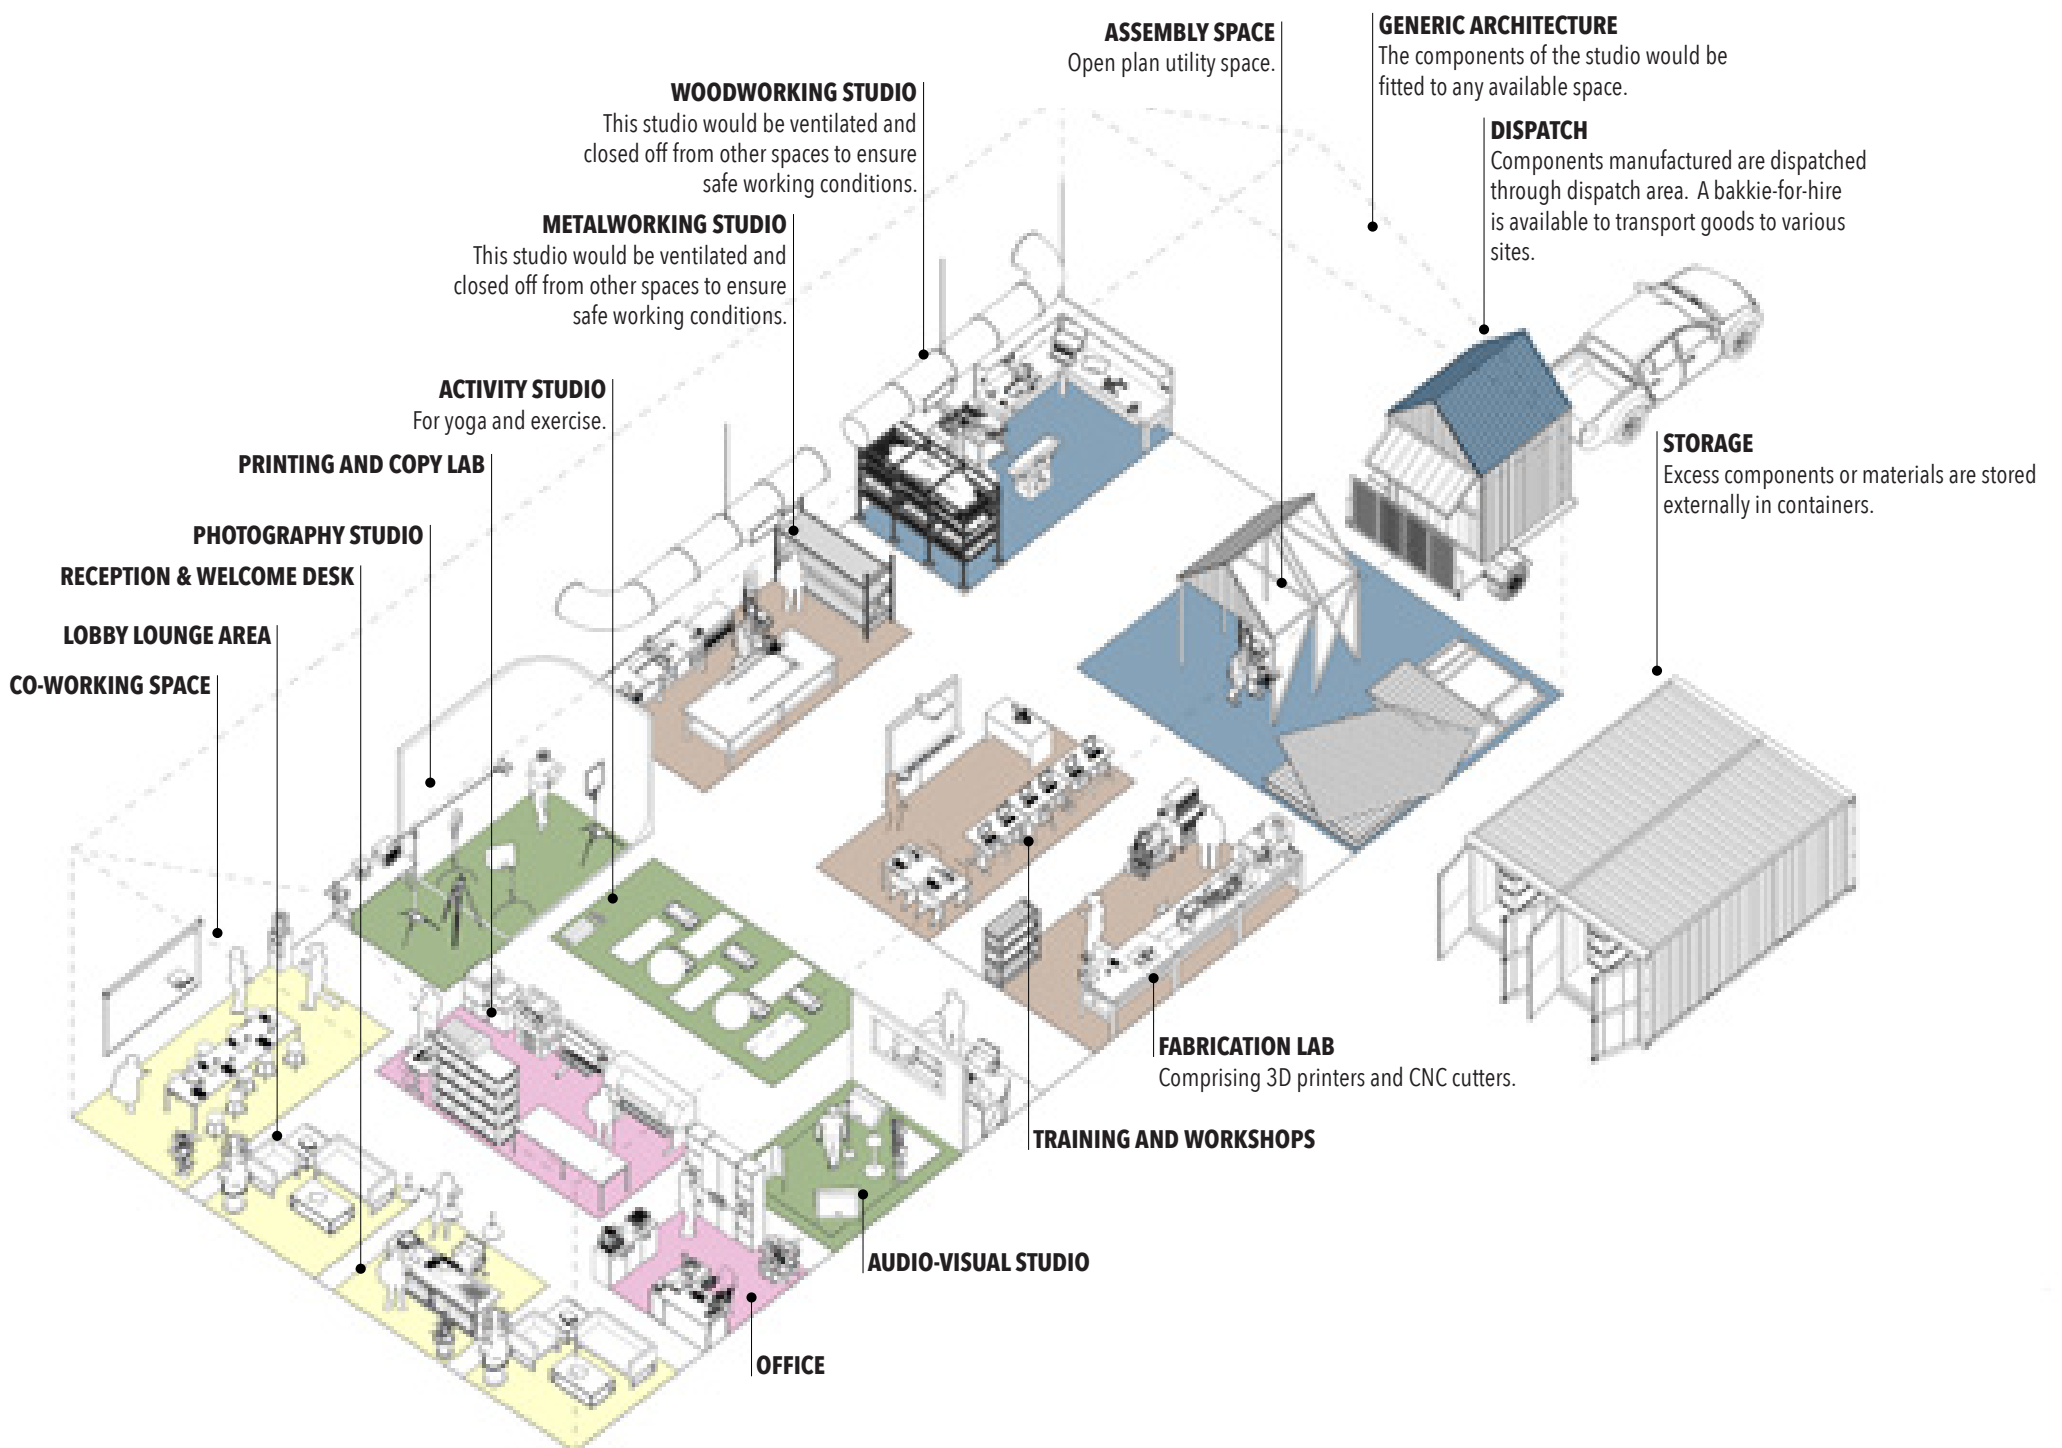 ASSEMBLY SPACE
Open plan utility space.
GENERIC ARCHITECTURE
The components of the studio would be
fitted to any available space.
WOODWORKING STUDIO
This studio would be ventilated and
closed off from other spaces to ensure
safe working conditions.
DISPATCH
Components manufactured are dispatched
through dispatch area. A bakkie-for-hire
is available to transport goods to various
sites.
METALWORKING STUDIO
This studio would be ventilated and
closed off from other spaces to ensure
safe working conditions.
ACTIVITY STUDIO
For yoga and exercise.
STORAGE
Excess components or materials are stored
externally in containers.
PRINTING AND COPY LAB
PHOTOGRAPHY STUDIO
RECEPTION & WELCOME DESK
LOBBY LOUNGE AREA
CO-WORKING SPACE
FABRICATION LAB
Comprising 3D printers and CNC cutters.
TRAINING AND WORKSHOPS
AUDIO-VISUAL STUDIO
OFFICE